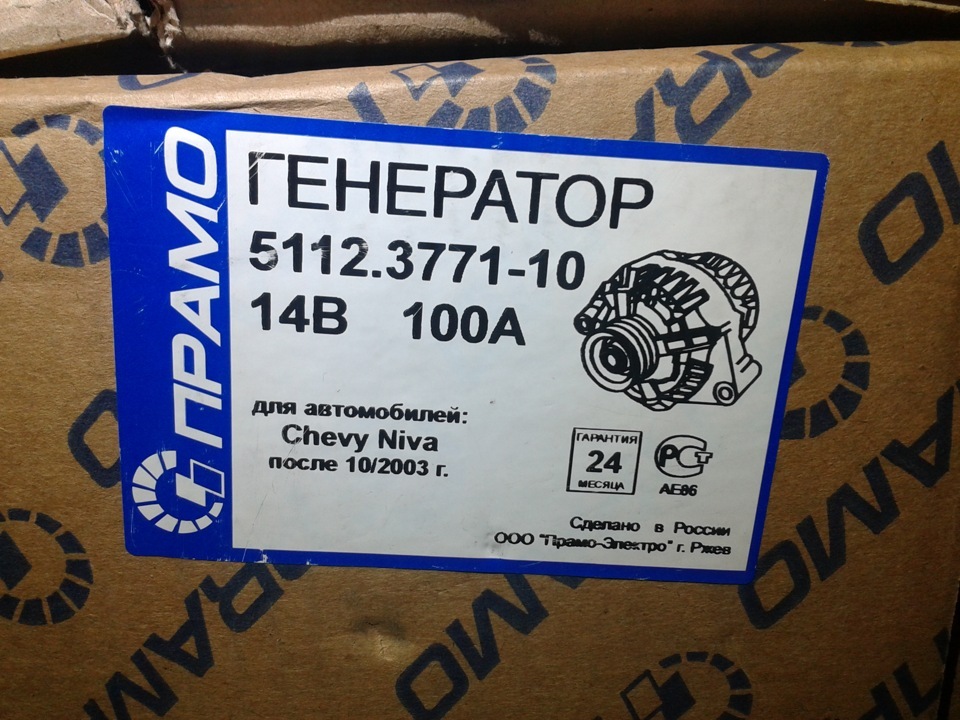 ПРАМО
ГЕНЕРАТОР
5112.3771-10
14В 100А
для автомобилей:
Chevy Niva
после 10/2003 г.
ГАРАНТИЯ
24
МЕСЯЦА
РСТ
АЕ86
Сделано в России
ООО "Прамо-Электро" г. Ржев